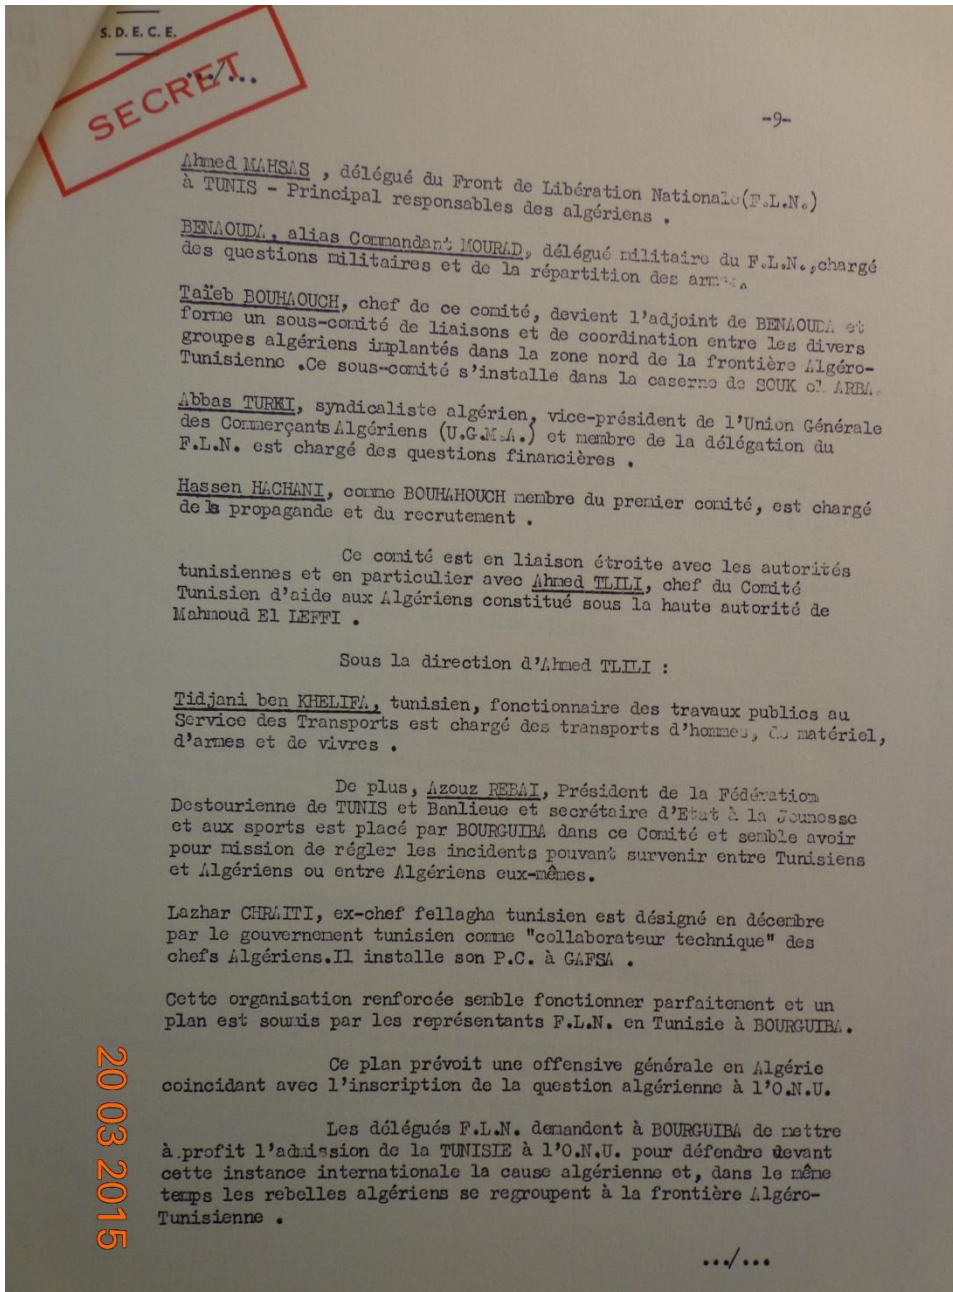 S. D. E. C. E.
SECRET
.../...
-9-
Ahmed MAHSAS , délégué du Front de Libération Nationale(F.L.N.)
à TUNIS - Principal responsables des algériens .
BENAOUDA, alias Commandant MOURAD, délégué militaire du F.L.N.,chargé
des questions militaires et de la répartition des
Taïeb BOUHAOUCH, chef de ce comité, devient l'adjoint de BENAOUDA et
forme un sous-comité de liaisons et de coordination entre les divers
groupes algériens implantés dans la zone nord de la frontière Algéro-
Tunisienne .Ce sous-comité s'installe dans la caserne de SOUK el ARBA.
Abbas TURKI, syndicaliste algérien, vice-président de l'Union Générale
des Commerçants Algériens (U.G.M.A.) et membre de la délégation du
F.L.N. est chargé des questions financières .
Hassen HACHANI, comme BOUHAHOUCH membre du premier comité, est chargé
de la propagande et du recrutement .
Ce comité est en liaison étroite avec les autorités
tunisiennes et en particulier avec Ahmed TLILI, chef du Comité
Tunisien d'aide aux Algériens constitué sous la haute autorité de
Mahmoud El LEFFI .
Sous la direction d'Ahmed TLILI :
Tidjani ben KHELIFA, tunisien, fonctionnaire des travaux publics au
Service des Transports est chargé des transports d'hommes, de matériel,
d'armes et de vivres .
De plus, Azouz REBAI, Président de la Fédération
Destourienne de TUNIS et Banlieue et secrétaire d'Etat à la Jeunesse
et aux sports est placé par BOURGUIBA dans ce Comité et semble avoir
pour mission de régler les incidents pouvant survenir entre Tunisiens
et Algériens ou entre Algériens eux-mêmes.
Lazhar CHRAITI, ex-chef fellagha tunisien est désigné en décembre
par le gouvernement tunisien comme "collaborateur technique" des
chefs Algériens.Il installe son P.C. à GAFSA .
Cette organisation renforcée semble fonctionner parfaitement et un
plan est soumis par les représentants F.L.N. en Tunisie à BOURGUIBA.
Ce plan prévoit une offensive générale en Algérie
coincidant avec l'inscription de la question algérienne à l'O.N.U.
Les délégués F.L.N. demandent à BOURGUIBA de mettre
à.profit l'admission de la TUNISIE à l'O.N.U. pour défendre devant
cette instance internationale la cause algérienne et, dans le même
temps les rebelles algériens se regroupent à la frontière Algéro-
Tunisienne .
.../...
20 03 2015